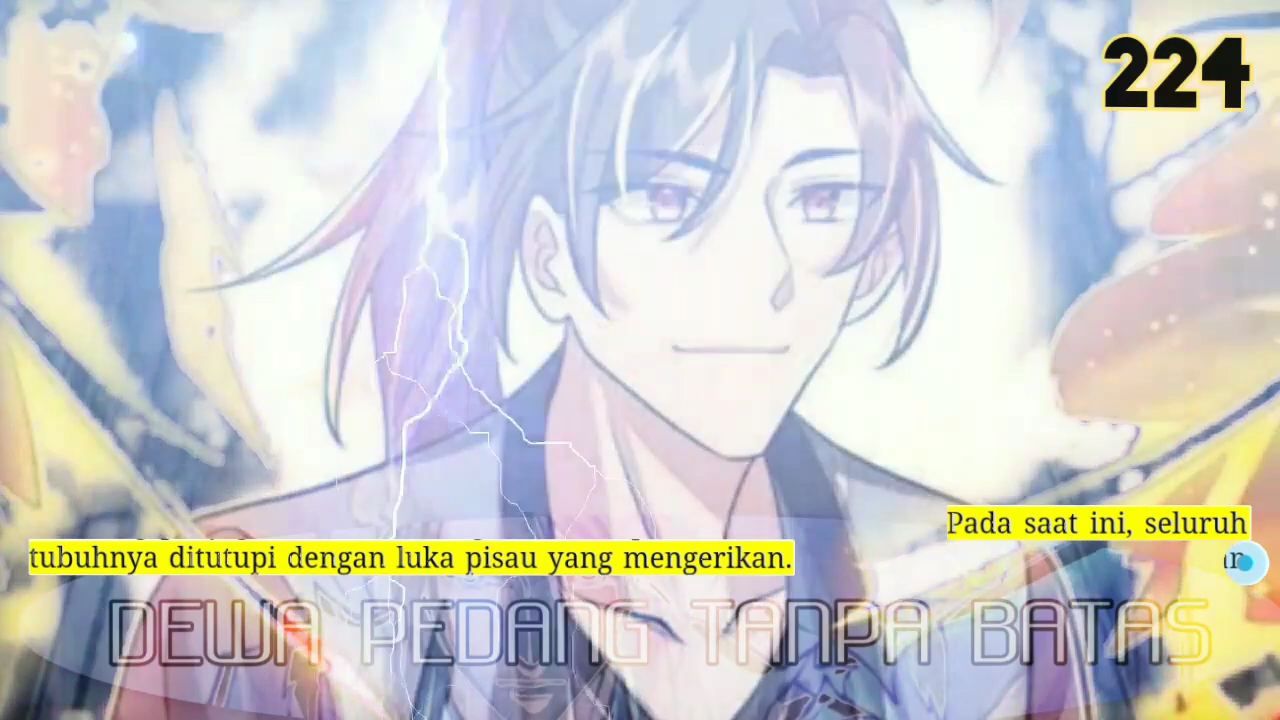 224
Pada saat ini, seluruh
tubuhnya ditutupi dengan luka pisau yang mengerikan.
DEWA PEDANG TANPA BATAS